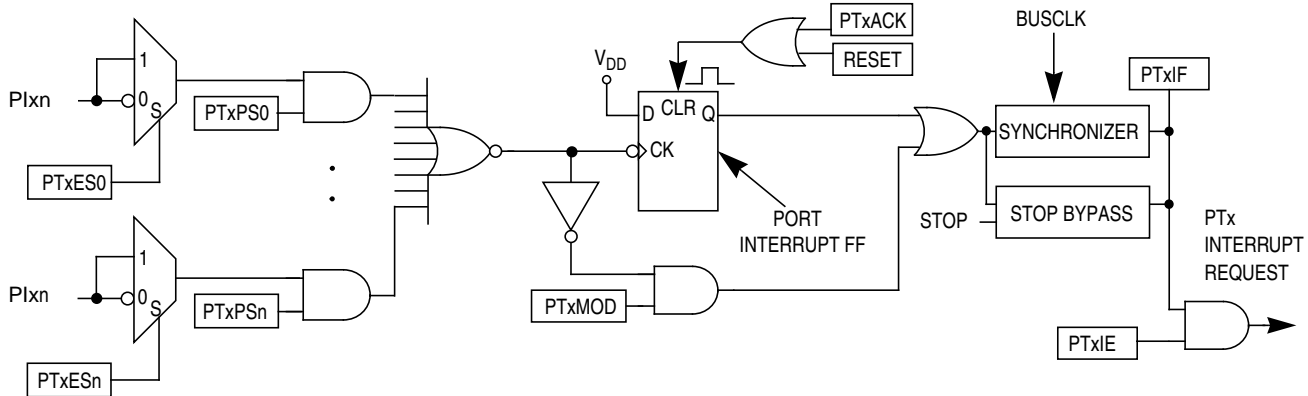 PIxn
1
0
S
PTxPS0
PTxES0
PIxn
1
0
S
PTxPSn
PTxESn
VDD
D
CLR
Q
CK
PTxACK
RESET
PORT
INTERRUPT FF
PTxMOD
BUSCLK
SYNCHRONIZER
STOP BYPASS
STOP
PTxIF
PTx
INTERRUPT
REQUEST
PTxIE